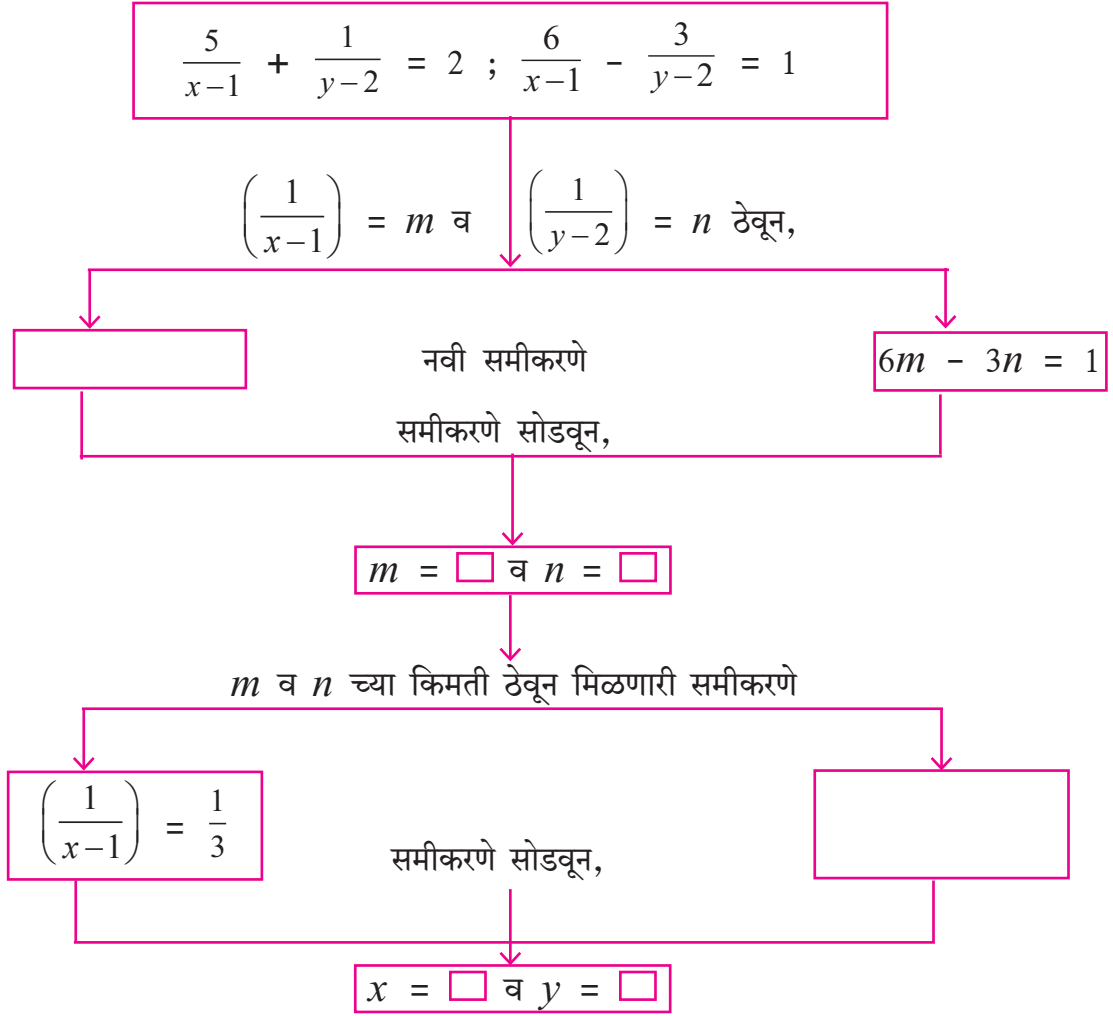 5/(x−1) + 1/(y−2) = 2 ; 6/(x−1) - 3/(y−2) = 1
(1/(x−1)) = m व (1/(y−2)) = n ठेवून,
नवी समीकरणे 6m - 3n = 1
समीकरणे सोडवून,
m = □ व n = □
m व n च्या किमती ठेवून मिळणारी समीकरणे
(1/(x−1)) = 1/3
समीकरणे सोडवून,
x = □ व y = □